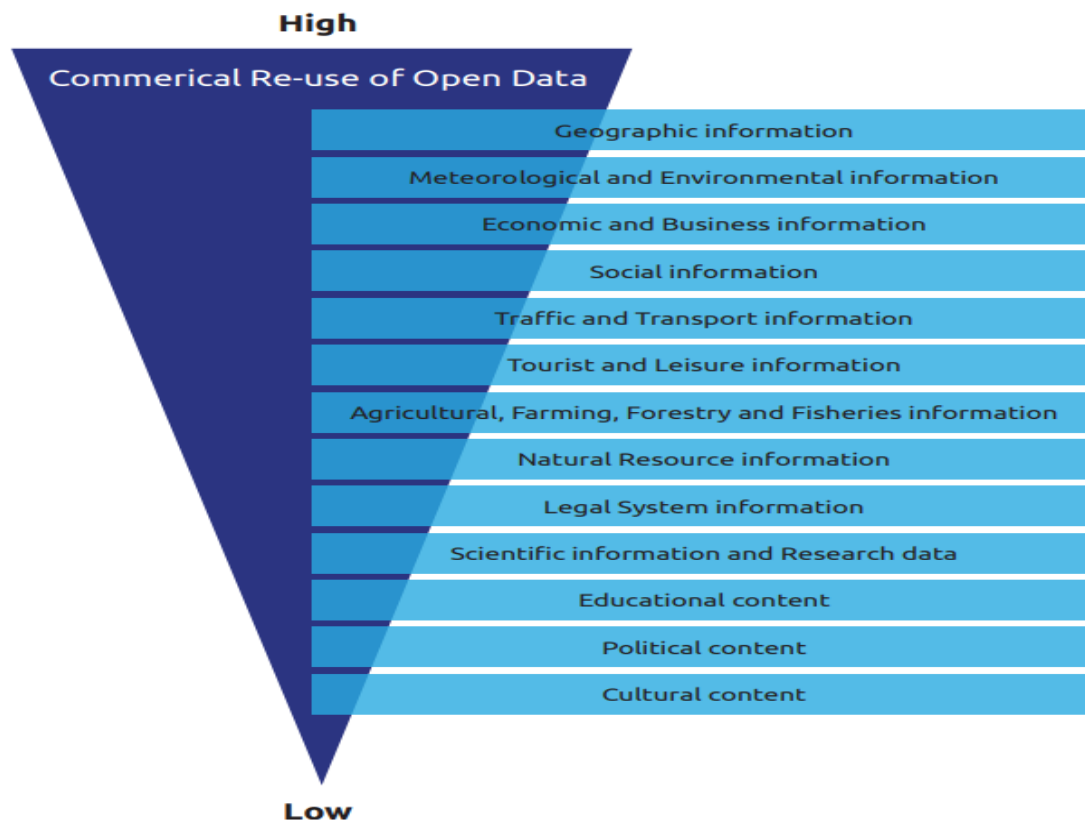 High
Commerical Re-use of Open Data
Geographic information
Meteorological and Environmental information
Economic and Business information
Social information
Traffic and Transport information
Tourist and Leisure information
Agricultural, Farming, Forestry and Fisheries information
Natural Resource information
Legal System information
Scientific information and Research data
Educational content
Political content
Cultural content
Low